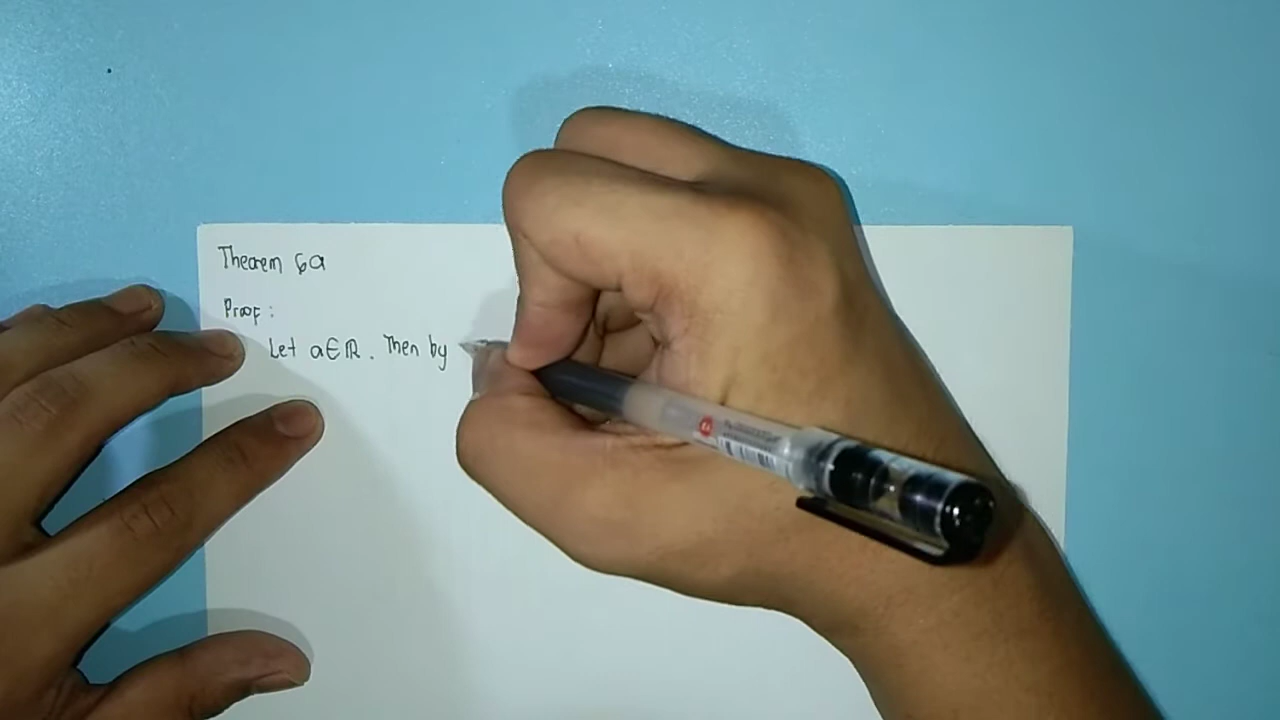 Theorem 6a
Proof :
Let a∈ℝ. Then by